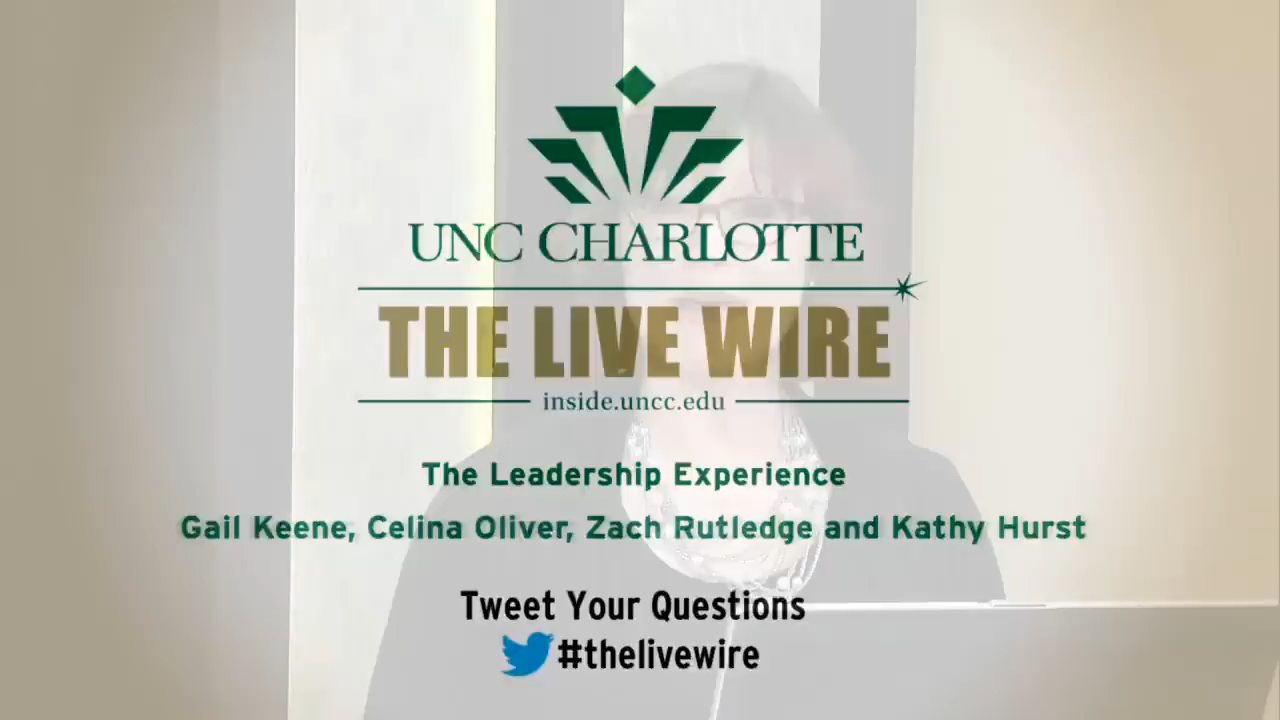 UNC CHARLOTTE
THE LIVE WIRE
inside.uncc.edu
The Leadership Experience
Gail Keene, Celina Oliver, Zach Rutledge and Kathy Hurst
Tweet Your Questions
#thelivewire